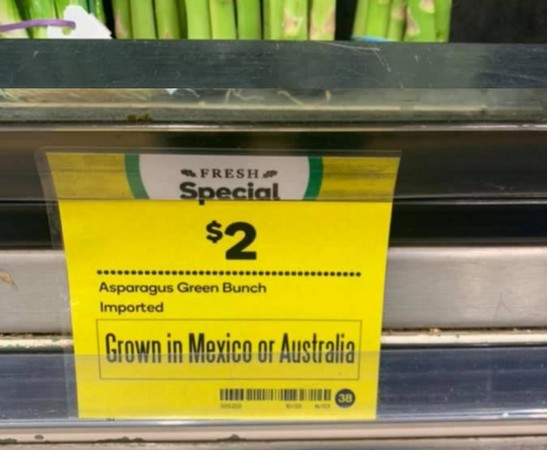 FRESH
Special
$2
Asparagus Green Bunch
Imported
Grown in Mexico or Australia
38